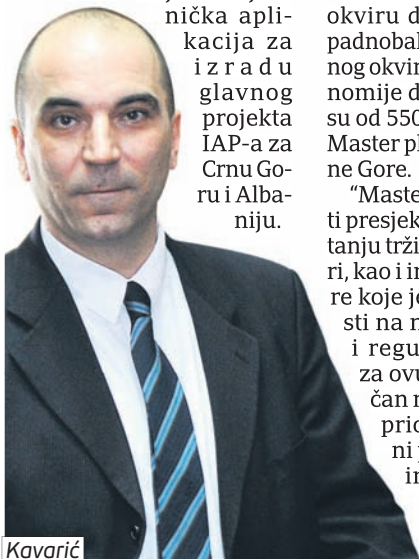 nička apli-
kacija za
izradu
glavnog
projekta
IAP-a za
Crnu Go-
ru i Alba-
niju.
okviru d
padnobal
nog okvir
nomije d
su od 550
Master pl
ne Gore.
“Maste
ti presjek
tanju trži
ri, kao i in
re koje je
sti na n
i regu
za ovu
čan n
prio
ni
in
Kavarić